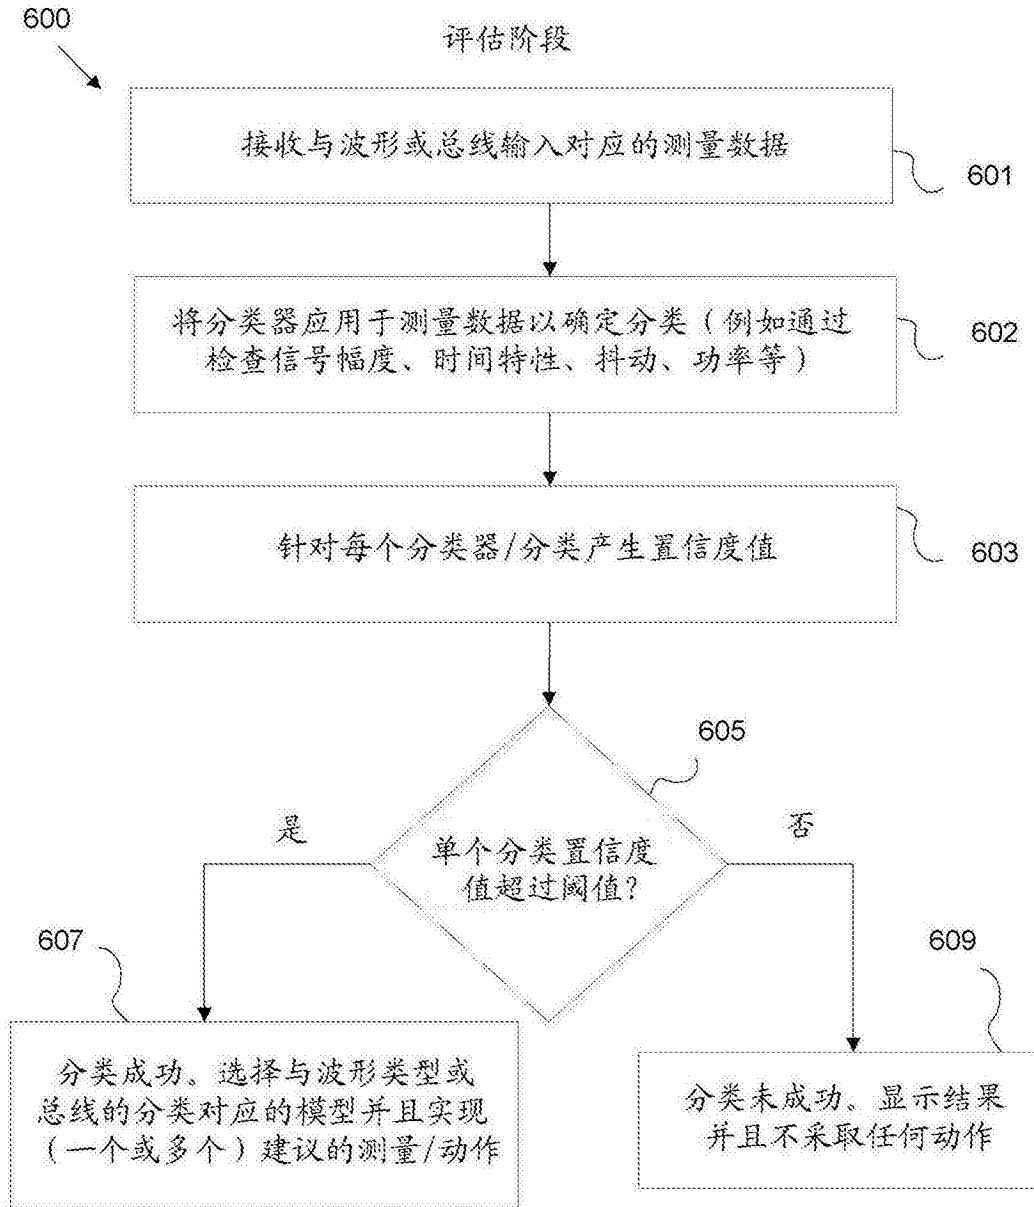 600
评估阶段
接收与波形或总线输入对应的测量数据
601
将分类器应用于测量数据以确定分类（例如通过
检查信号幅度、时间特性、抖动、功率等）
602
针对每个分类器/分类产生置信度值
603
605
单个分类置信度
值超过阈值?
是
否
607
分类成功。选择与波形类型或
总线的分类对应的模型并且实现
（一个或多个）建议的测量/动作
609
分类未成功。显示结果
并且不采取任何动作